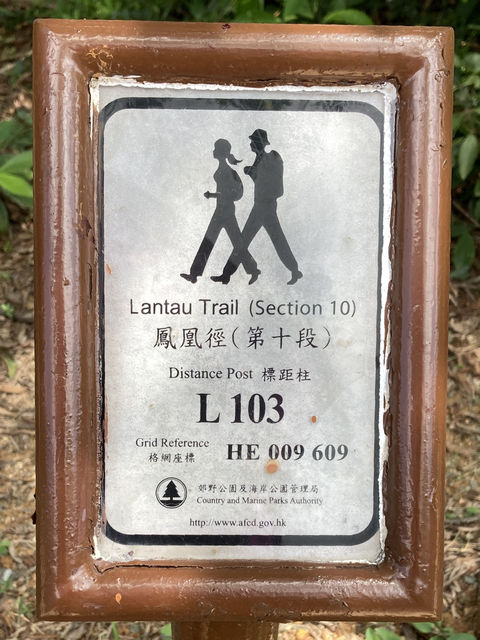 Lantau Trail (Section 10)
鳳凰徑(第十段)
Distance Post 標距柱
L 103
Grid Reference
格網座標
HE 009 609
郊野公園及海岸公園管理局
Country and Marine Parks Authority
http://www.afcd.gov.hk